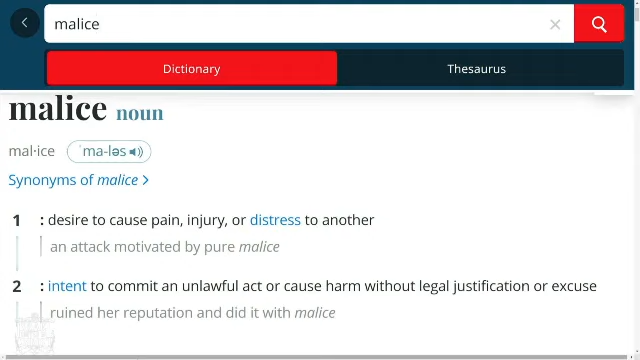 malice
Dictionary Thesaurus
malice noun
mal·ice ˈma-ləs
Synonyms of malice
1 : desire to cause pain, injury, or distress to another
an attack motivated by pure malice
2 : intent to commit an unlawful act or cause harm without legal justification or excuse
ruined her reputation and did it with malice